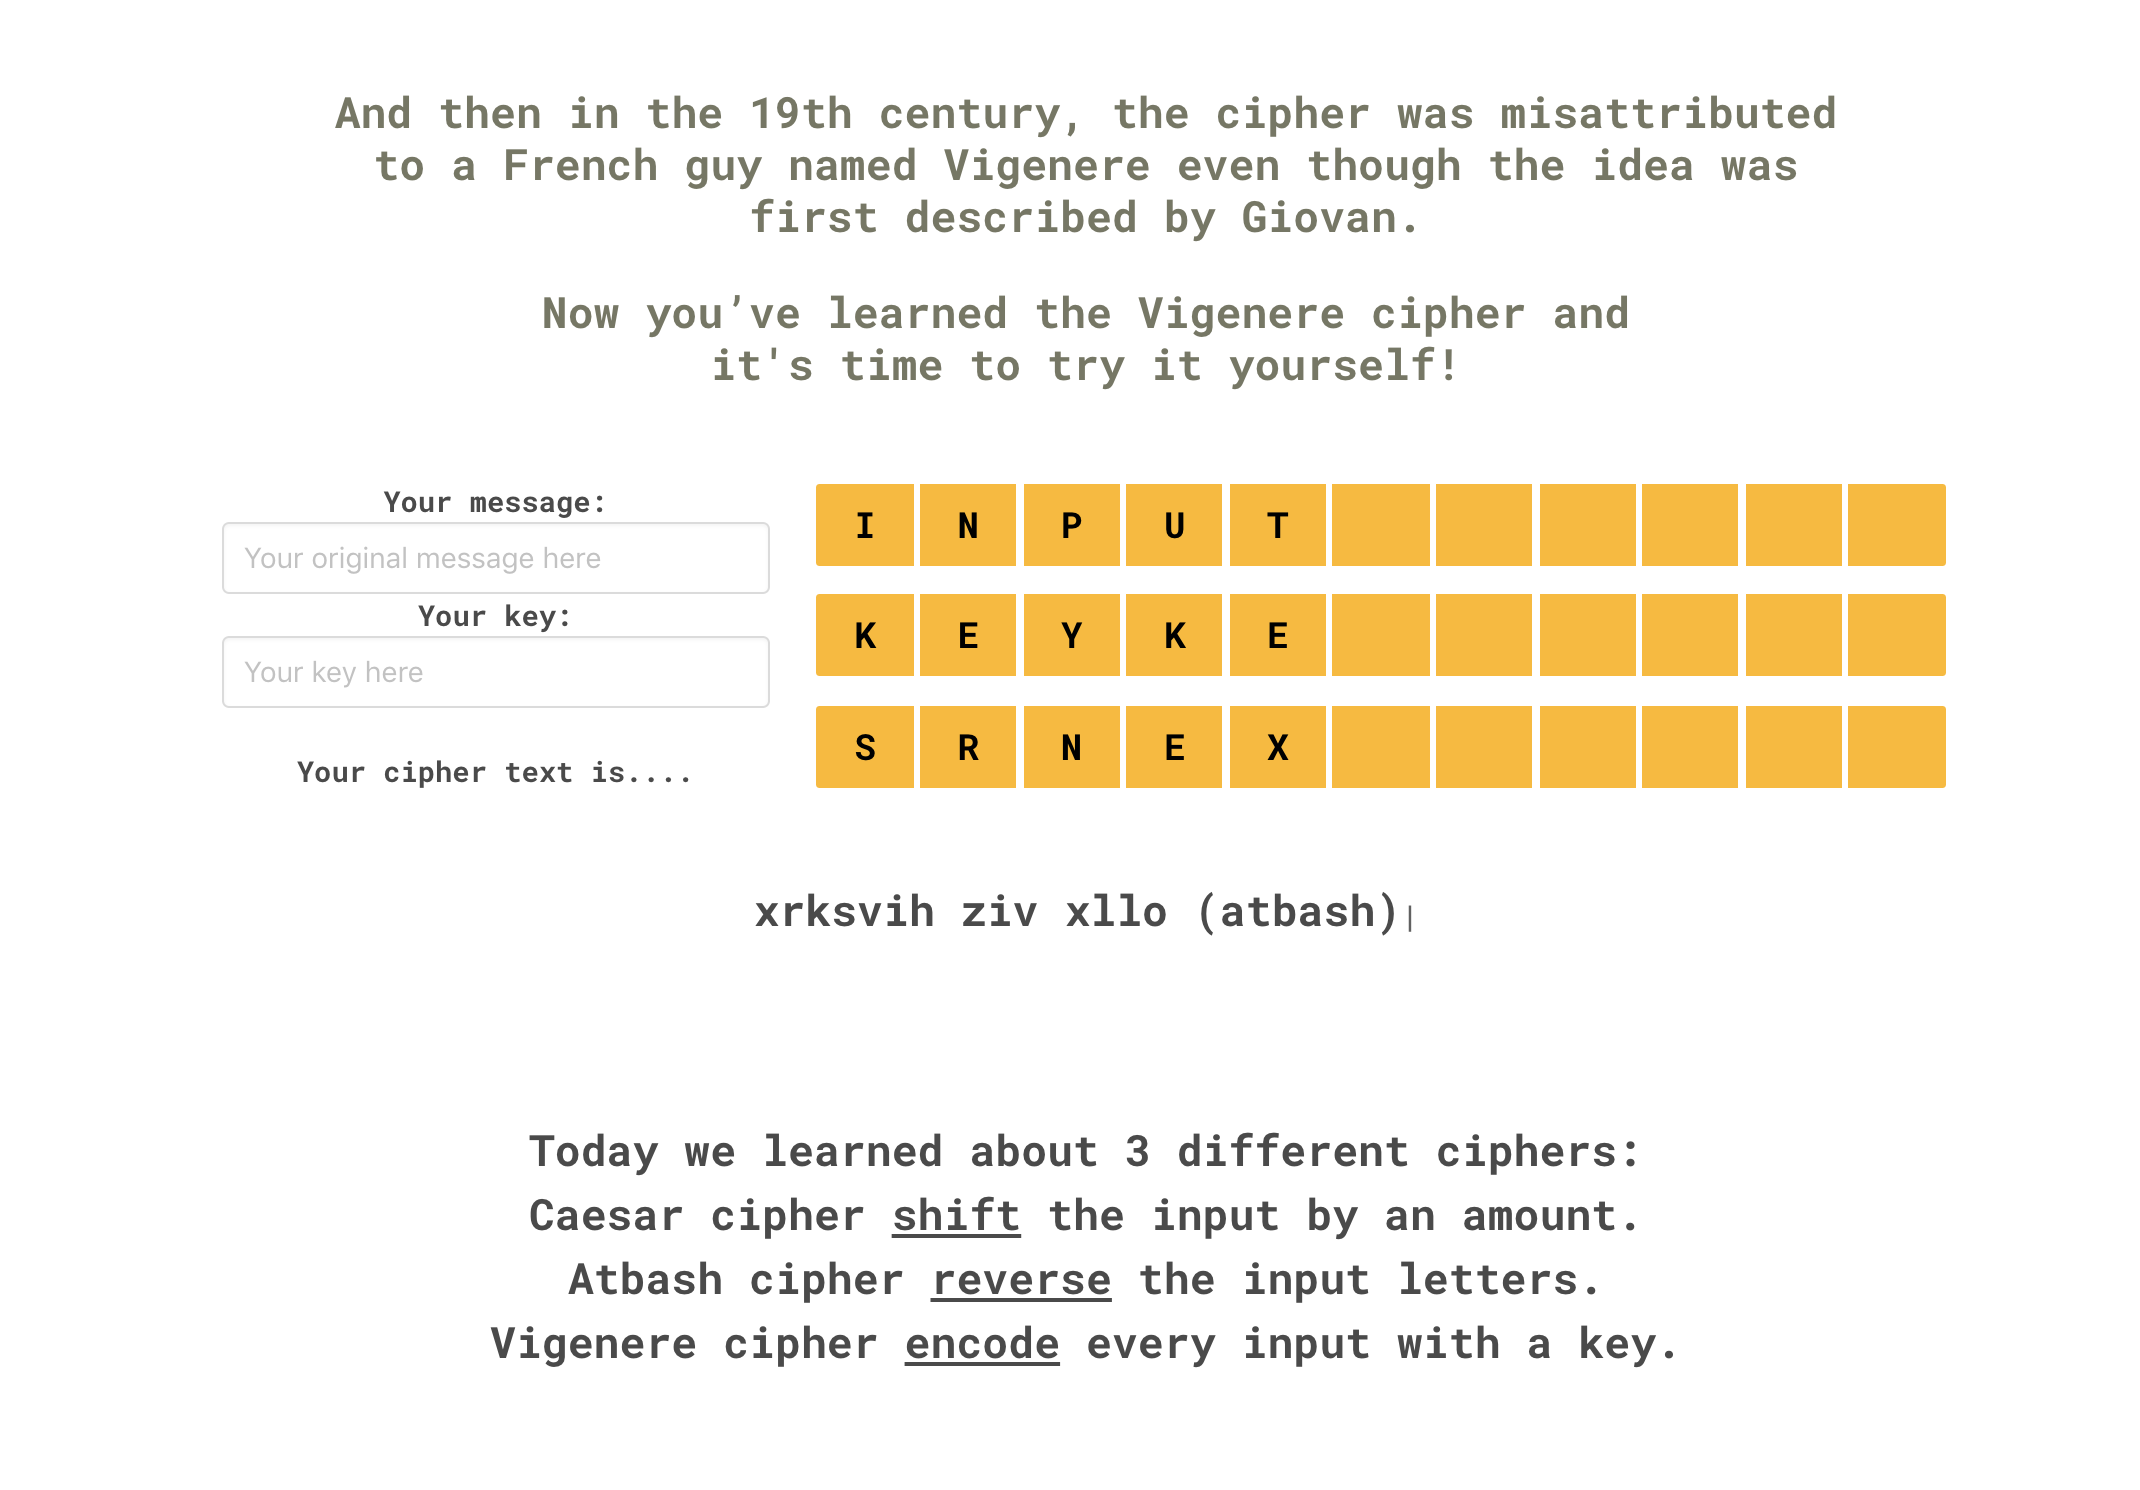 And then in the 19th century, the cipher was misattributed
to a French guy named Vigenere even though the idea was
first described by Giovan.
Now you’ve learned the Vigenere cipher and
it's time to try it yourself!
Your message:
Your original message here
Your key:
Your key here
Your cipher text is....
I N P U T
K E Y K E
S R N E X
xrksvih ziv xllo (atbash)|
Today we learned about 3 different ciphers:
Caesar cipher shift the input by an amount.
Atbash cipher reverse the input letters.
Vigenere cipher encode every input with a key.